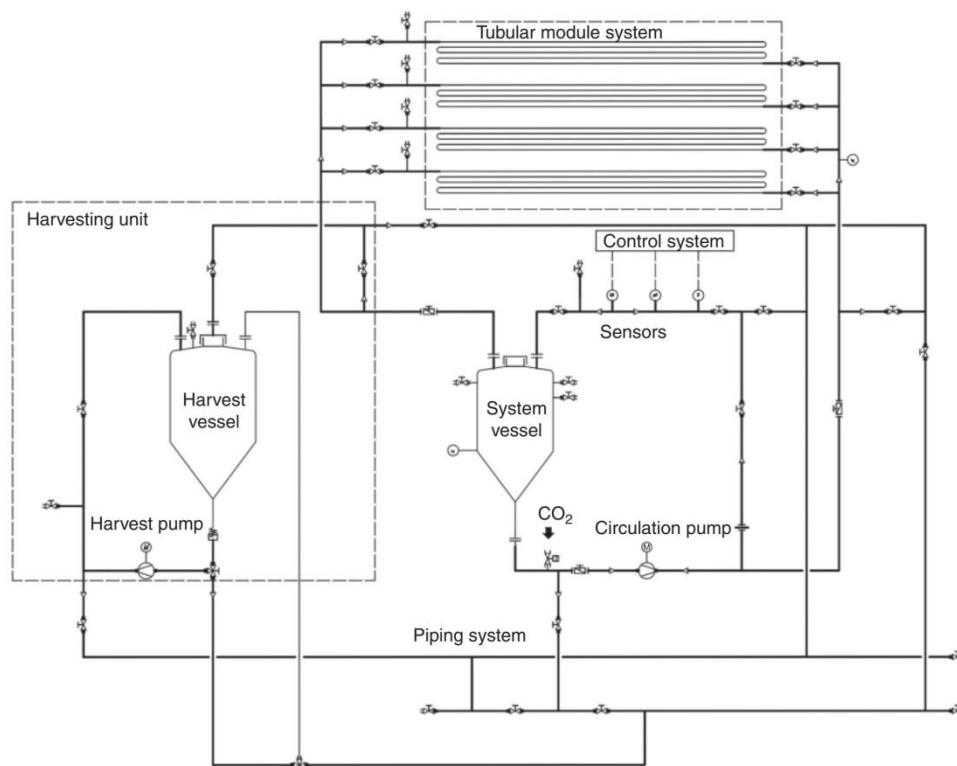 Tubular module system
Harvesting unit
Control system
Sensors
Harvest
vessel
System
vessel
CO₂
Harvest pump
Circulation pump
M
Piping system